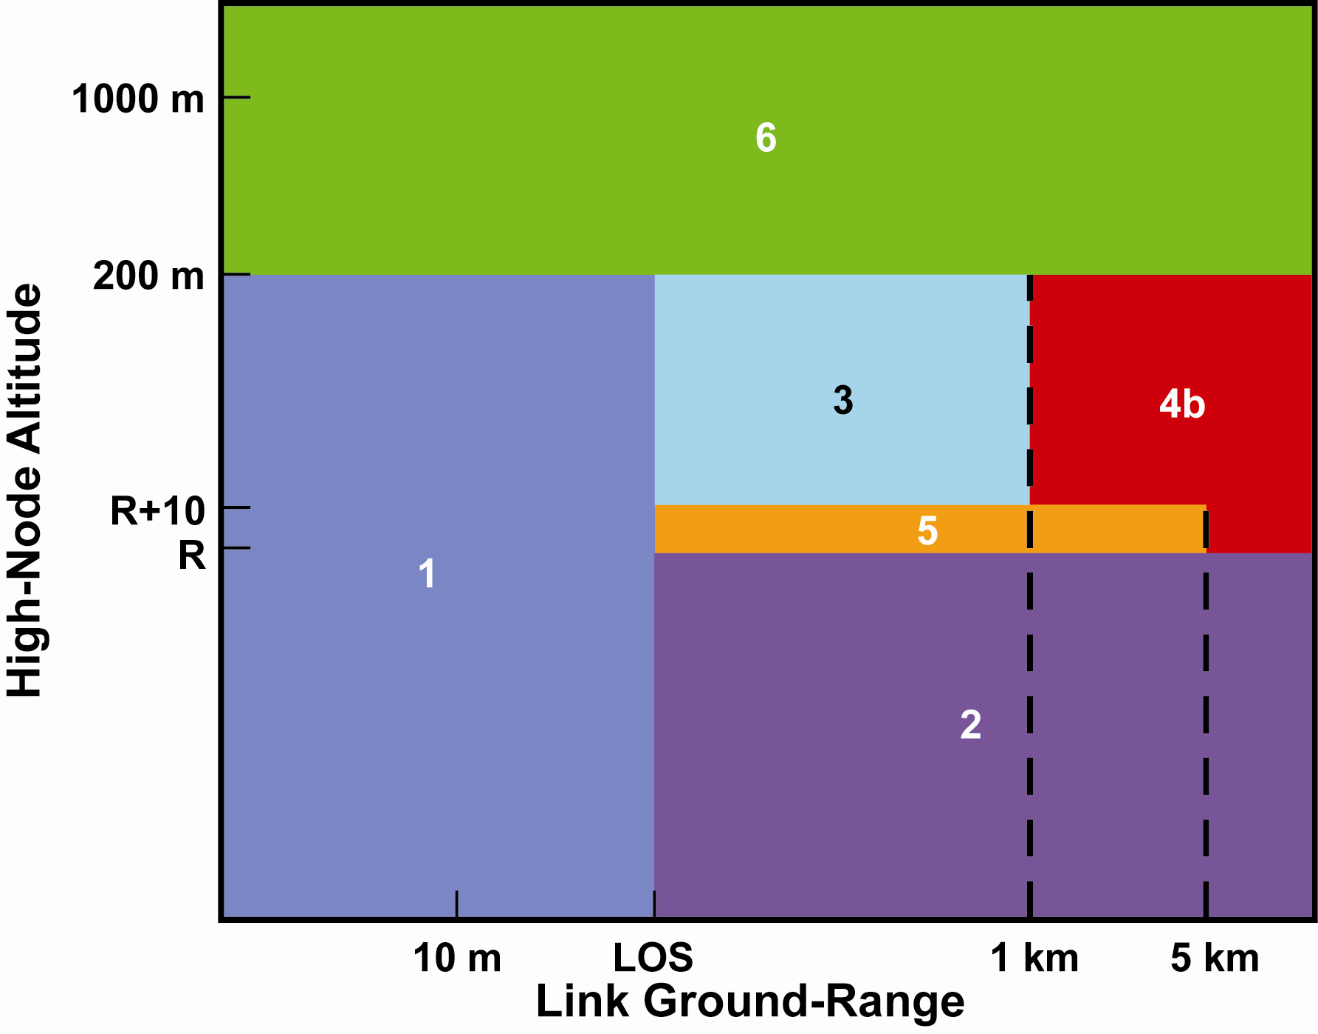 1000 m
6
200 m
3
4b
R+10
5
R
1
2
High-Node Altitude
10 m
LOS
1 km
5 km
Link Ground-Range